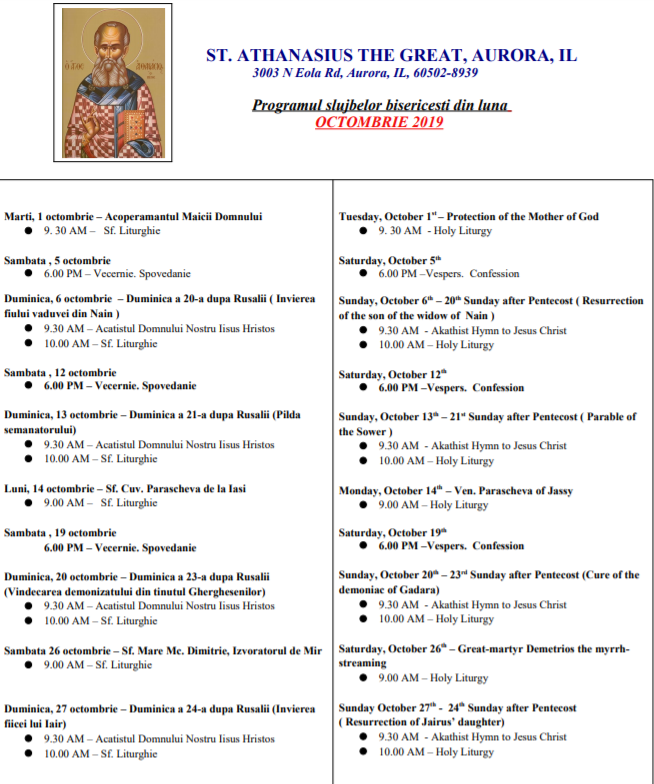 ST. ATHANASIUS THE GREAT, AURORA, IL
3003 N Eola Rd, Aurora, IL, 60502-8939
Programul slujbelor bisericesti din luna
OCTOMBRIE 2019
Marti, 1 octombrie – Acoperamantul Maicii Domnului
● 9. 30 AM – Sf. Liturghie
Sambata , 5 octombrie
● 6.00 PM – Vecernie. Spovedanie
Duminica, 6 octombrie – Duminica a 20-a dupa Rusalii ( Invierea
fiului vaduvei din Nain )
● 9.30 AM – Acatistul Domnului Nostru Iisus Hristos
● 10.00 AM – Sf. Liturghie
Sambata , 12 octombrie
● 6.00 PM – Vecernie. Spovedanie
Duminica, 13 octombrie – Duminica a 21-a dupa Rusalii (Pilda
semanatorului)
● 9.30 AM – Acatistul Domnului Nostru Iisus Hristos
● 10.00 AM – Sf. Liturghie
Luni, 14 octombrie – Sf. Cuv. Parascheva de la Iasi
● 9.00 AM – Sf. Liturghie
Sambata , 19 octombrie
6.00 PM – Vecernie. Spovedanie
Duminica, 20 octombrie – Duminica a 23-a dupa Rusalii
(Vindecarea demonizatului din tinutul Gherghesenilor)
● 9.30 AM – Acatistul Domnului Nostru Iisus Hristos
● 10.00 AM – Sf. Liturghie
Sambata 26 octombrie – Sf. Mare Mc. Dimitrie, Izvoratorul de Mir
● 9.00 AM – Sf. Liturghie
Duminica, 27 octombrie – Duminica a 24-a dupa Rusalii (Invierea
fiicei lui Iair)
● 9.30 AM – Acatistul Domnului Nostru Iisus Hristos
● 10.00 AM – Sf. Liturghie
Tuesday, October 1st – Protection of the Mother of God
● 9. 30 AM - Holy Liturgy
Saturday, October 5th
● 6.00 PM –Vespers. Confession
Sunday, October 6th – 20th Sunday after Pentecost ( Resurrection
of the son of the widow of Nain )
● 9.30 AM - Akathist Hymn to Jesus Christ
● 10.00 AM – Holy Liturgy
Saturday, October 12th
● 6.00 PM –Vespers. Confession
Sunday, October 13th – 21st Sunday after Pentecost ( Parable of
the Sower )
● 9.30 AM - Akathist Hymn to Jesus Christ
● 10.00 AM – Holy Liturgy
Monday, October 14th – Ven. Parascheva of Jassy
● 9.00 AM – Holy Liturgy
Saturday, October 19th
● 6.00 PM –Vespers. Confession
Sunday, October 20th – 23rd Sunday after Pentecost (Cure of the
demoniac of Gadara)
● 9.30 AM - Akathist Hymn to Jesus Christ
● 10.00 AM – Holy Liturgy
Saturday, October 26th – Great-martyr Demetrios the myrrh-
streaming
● 9.00 AM – Holy Liturgy
Sunday October 27th - 24th Sunday after Pentecost
( Resurrection of Jairus' daughter)
● 9.30 AM - Akathist Hymn to Jesus Christ
● 10.00 AM – Holy Liturgy